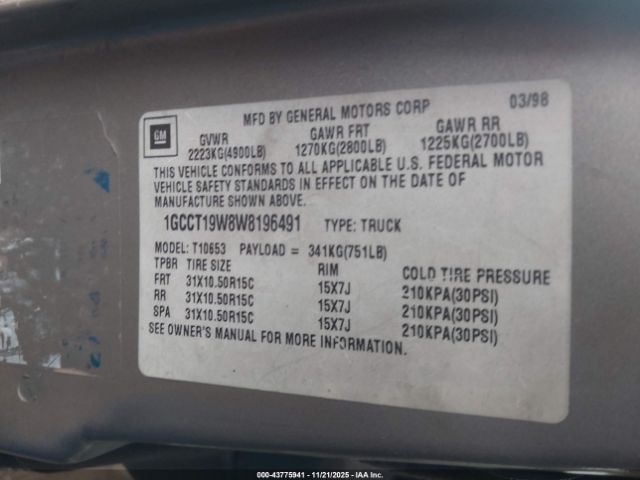 MFD BY GENERAL MOTORS CORP 03/98
GM
GVWR GAWR FRT GAWR RR
2223KG(4900LB) 1270KG(2800LB) 1225KG(2700LB)
THIS VEHICLE CONFORMS TO ALL APPLICABLE U.S. FEDERAL MOTOR
VEHICLE SAFETY STANDARDS IN EFFECT ON THE DATE OF
MANUFACTURE SHOWN ABOVE.
1GCCT19W8W8196491 TYPE: TRUCK
MODEL: T10653 PAYLOAD = 341KG(751LB)
TPBR TIRE SIZE RIM COLD TIRE PRESSURE
FRT 31X10.50R15C 15X7J 210KPA(30PSI)
RR 31X10.50R15C 15X7J 210KPA(30PSI)
SPA 31X10.50R15C 15X7J 210KPA(30PSI)
SEE OWNER'S MANUAL FOR MORE INFORMATION.
000-43775941 - 11/21/2025 - IAAI.com